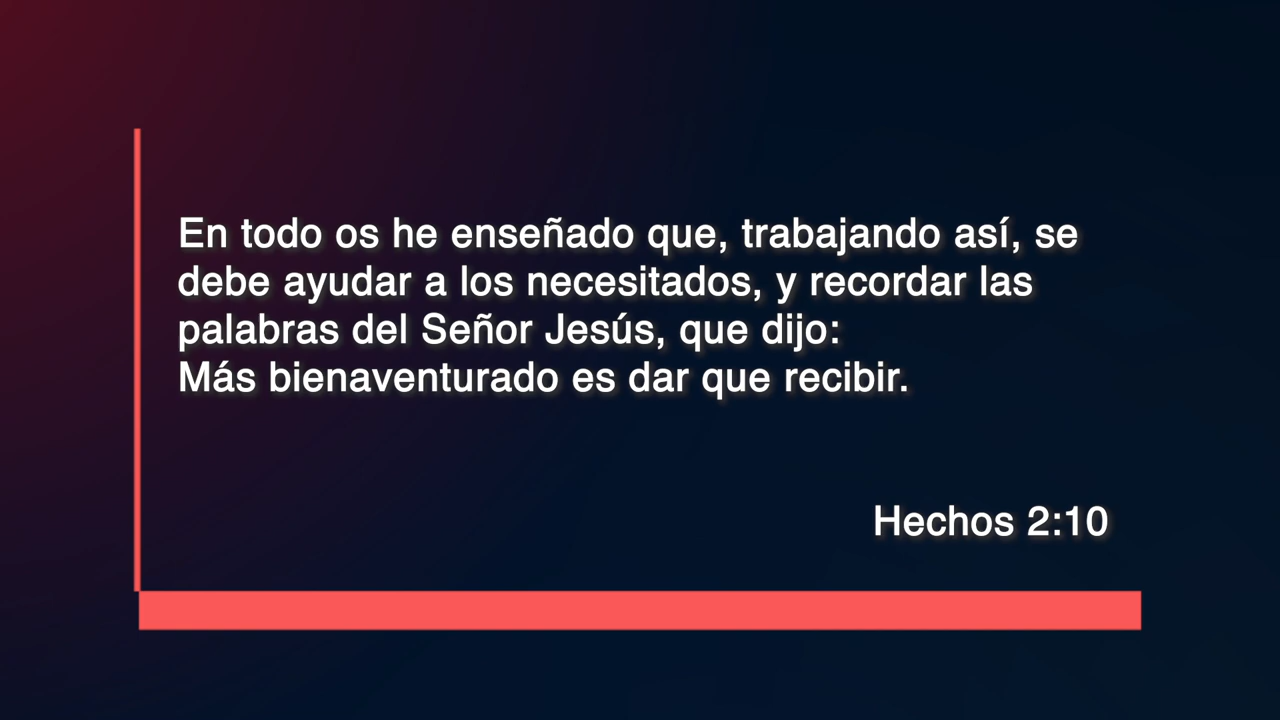 En todo os he enseñado que, trabajando así, se
debe ayudar a los necesitados, y recordar las
palabras del Señor Jesús, que dijo:
Más bienaventurado es dar que recibir.
Hechos 2:10